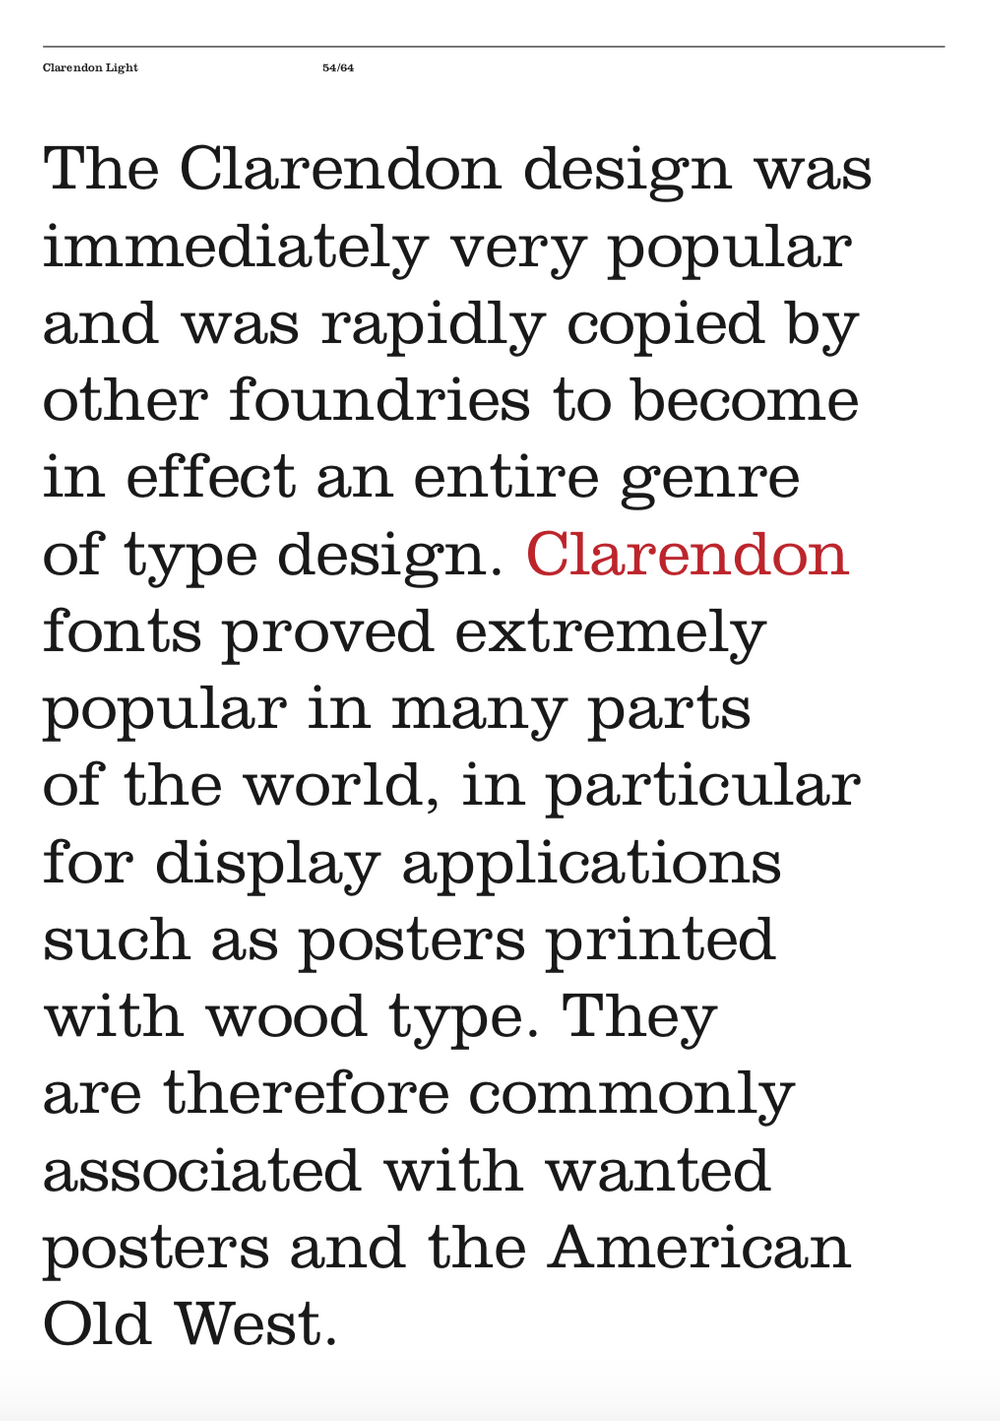 Clarendon Light 54/64
The Clarendon design was
immediately very popular
and was rapidly copied by
other foundries to become
in effect an entire genre
of type design. Clarendon
fonts proved extremely
popular in many parts
of the world, in particular
for display applications
such as posters printed
with wood type. They
are therefore commonly
associated with wanted
posters and the American
Old West.